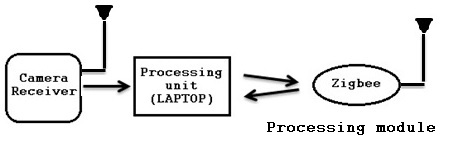 Camera
Receiver
Processing
unit
(LAPTOP)
Zigbee
Processing module